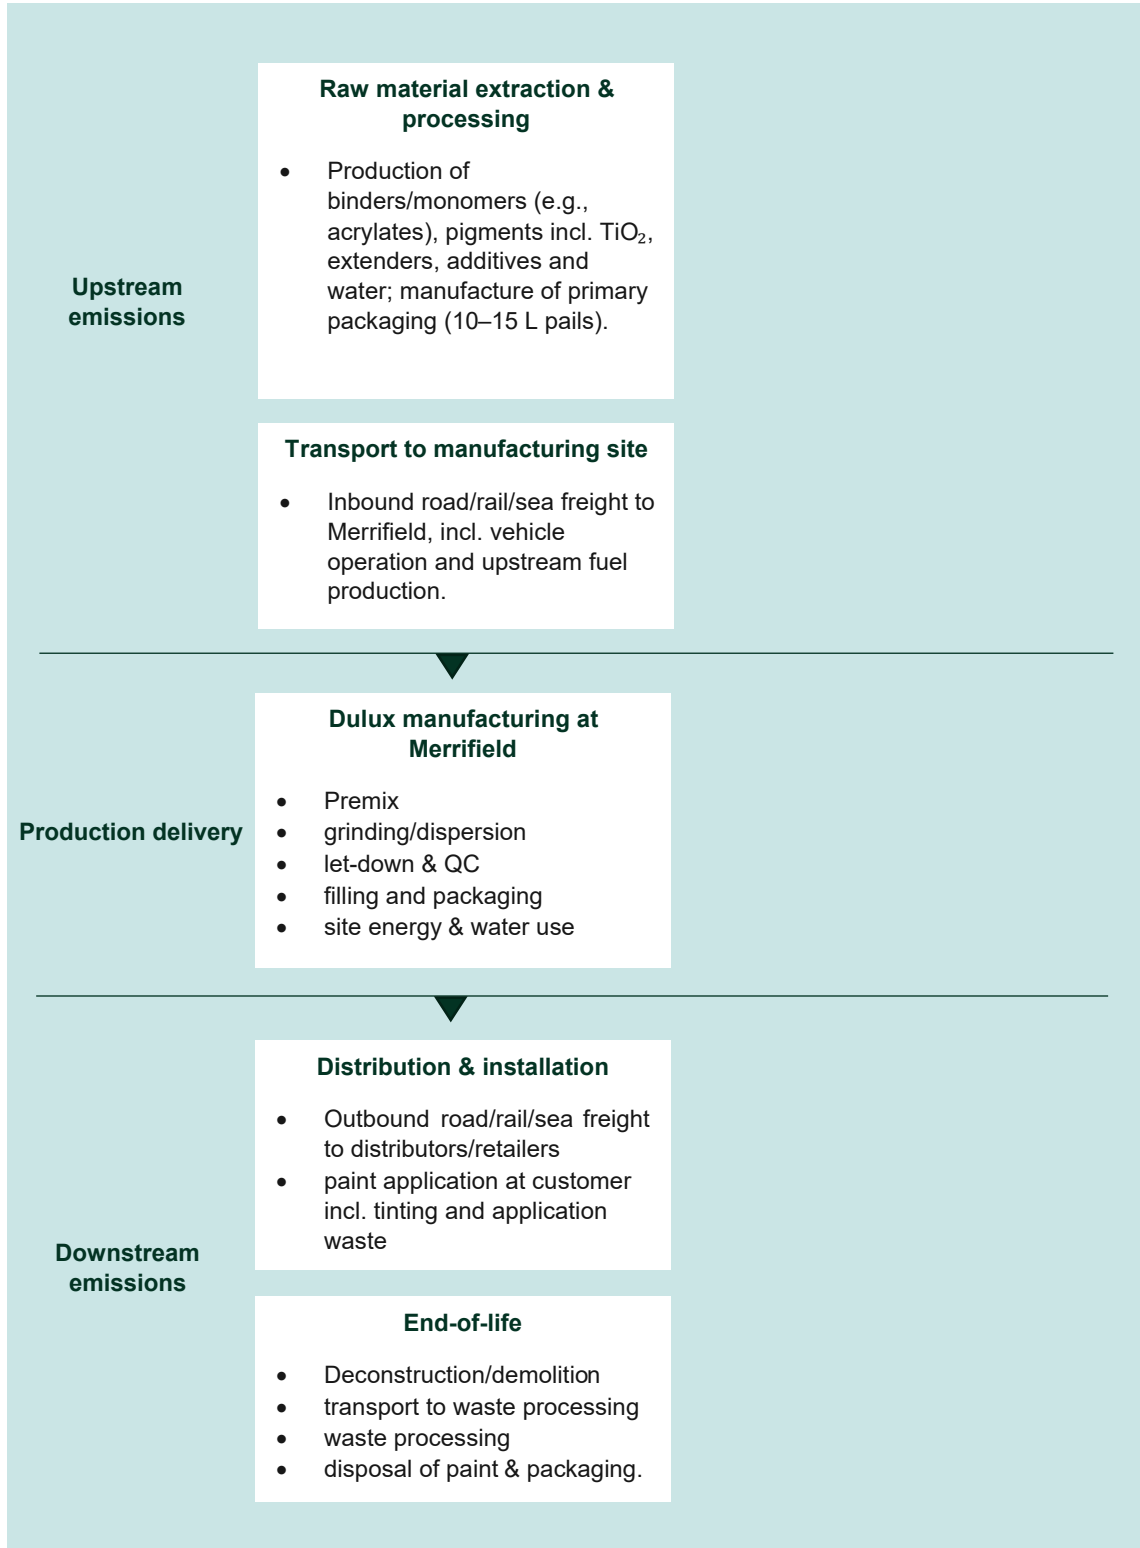 Raw material extraction &
processing
• Production of
binders/monomers (e.g.,
acrylates), pigments incl. TiO₂,
extenders, additives and
water; manufacture of primary
packaging (10–15 L pails).
Upstream
emissions
Transport to manufacturing site
• Inbound road/rail/sea freight to
Merrifield, incl. vehicle
operation and upstream fuel
production.
Dulux manufacturing at
Merrifield
• Premix
• grinding/dispersion
• let-down & QC
• filling and packaging
• site energy & water use
Production delivery
Distribution & installation
• Outbound road/rail/sea freight
to distributors/retailers
• paint application at customer
incl. tinting and application
waste
Downstream
emissions
End-of-life
• Deconstruction/demolition
• transport to waste processing
• waste processing
• disposal of paint & packaging.